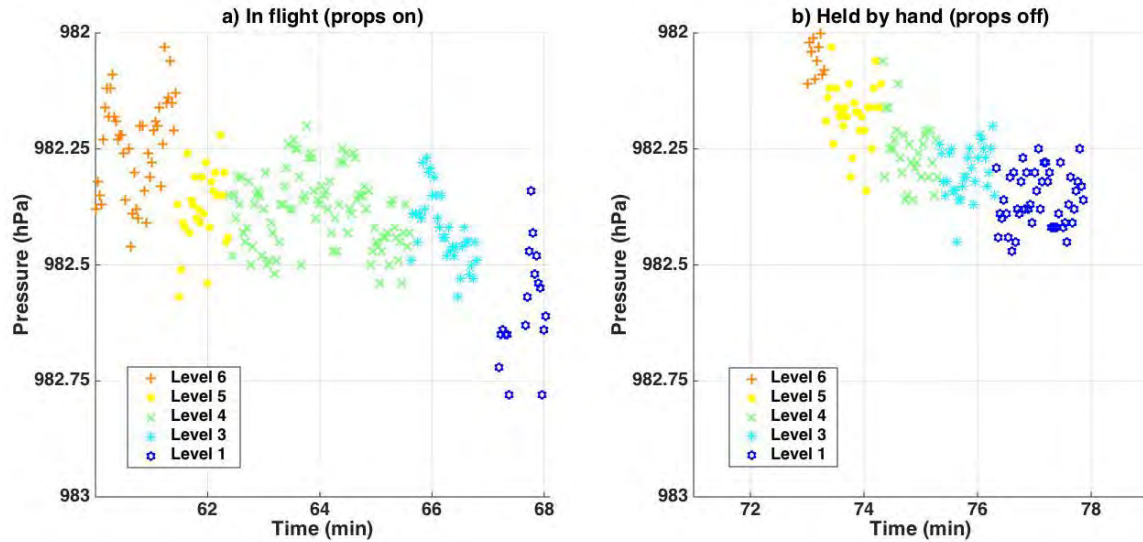 a) In flight (props on)
982
982.25
982.5
982.75
983
Pressure (hPa)
Level 6
Level 5
Level 4
Level 3
Level 1
62
64
66
68
Time (min)
b) Held by hand (props off)
982
982.25
982.5
982.75
983
Pressure (hPa)
Level 6
Level 5
Level 4
Level 3
Level 1
72
74
76
78
Time (min)